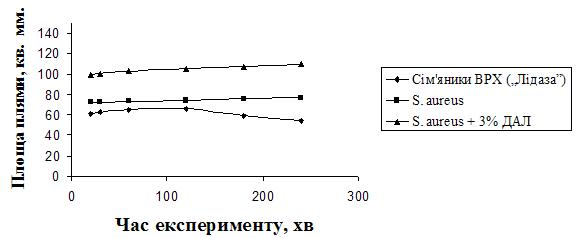 Площа плями, кв. мм.
140
120
100
80
60
40
20
0
0 100 200 300
Час експерименту, хв
Сім'яники ВРХ („Лідаза”)
S. aureus
S. aureus + 3% ДАЛ